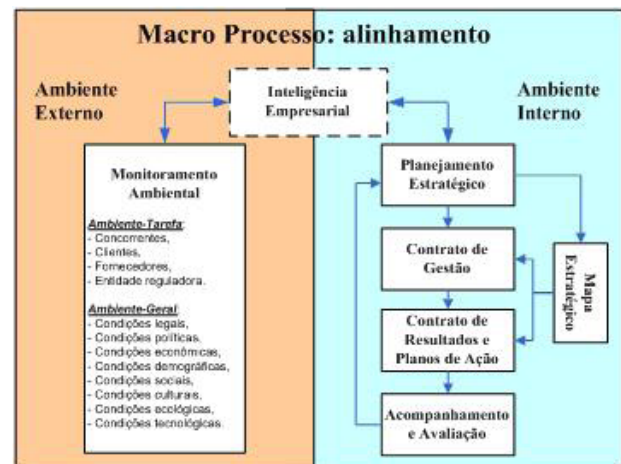 Macro Processo: alinhamento
Ambiente
Externo
Inteligência
Empresarial
Ambiente
Interno
Monitoramento
Ambiental
Ambiente-Tarefa:
- Concorrentes,
- Clientes,
- Fornecedores,
- Entidade reguladora.
Ambiente-Geral:
- Condições legais,
- Condições políticas,
- Condições econômicas,
- Condições demográficas,
- Condições sociais,
- Condições culturais,
- Condições ecológicas,
- Condições tecnológicas.
Planejamento
Estratégico
Contrato de
Gestão
Mapa
Estratégico
Contrato de
Resultados e
Planos de Ação
Acompanhamento
e Avaliação